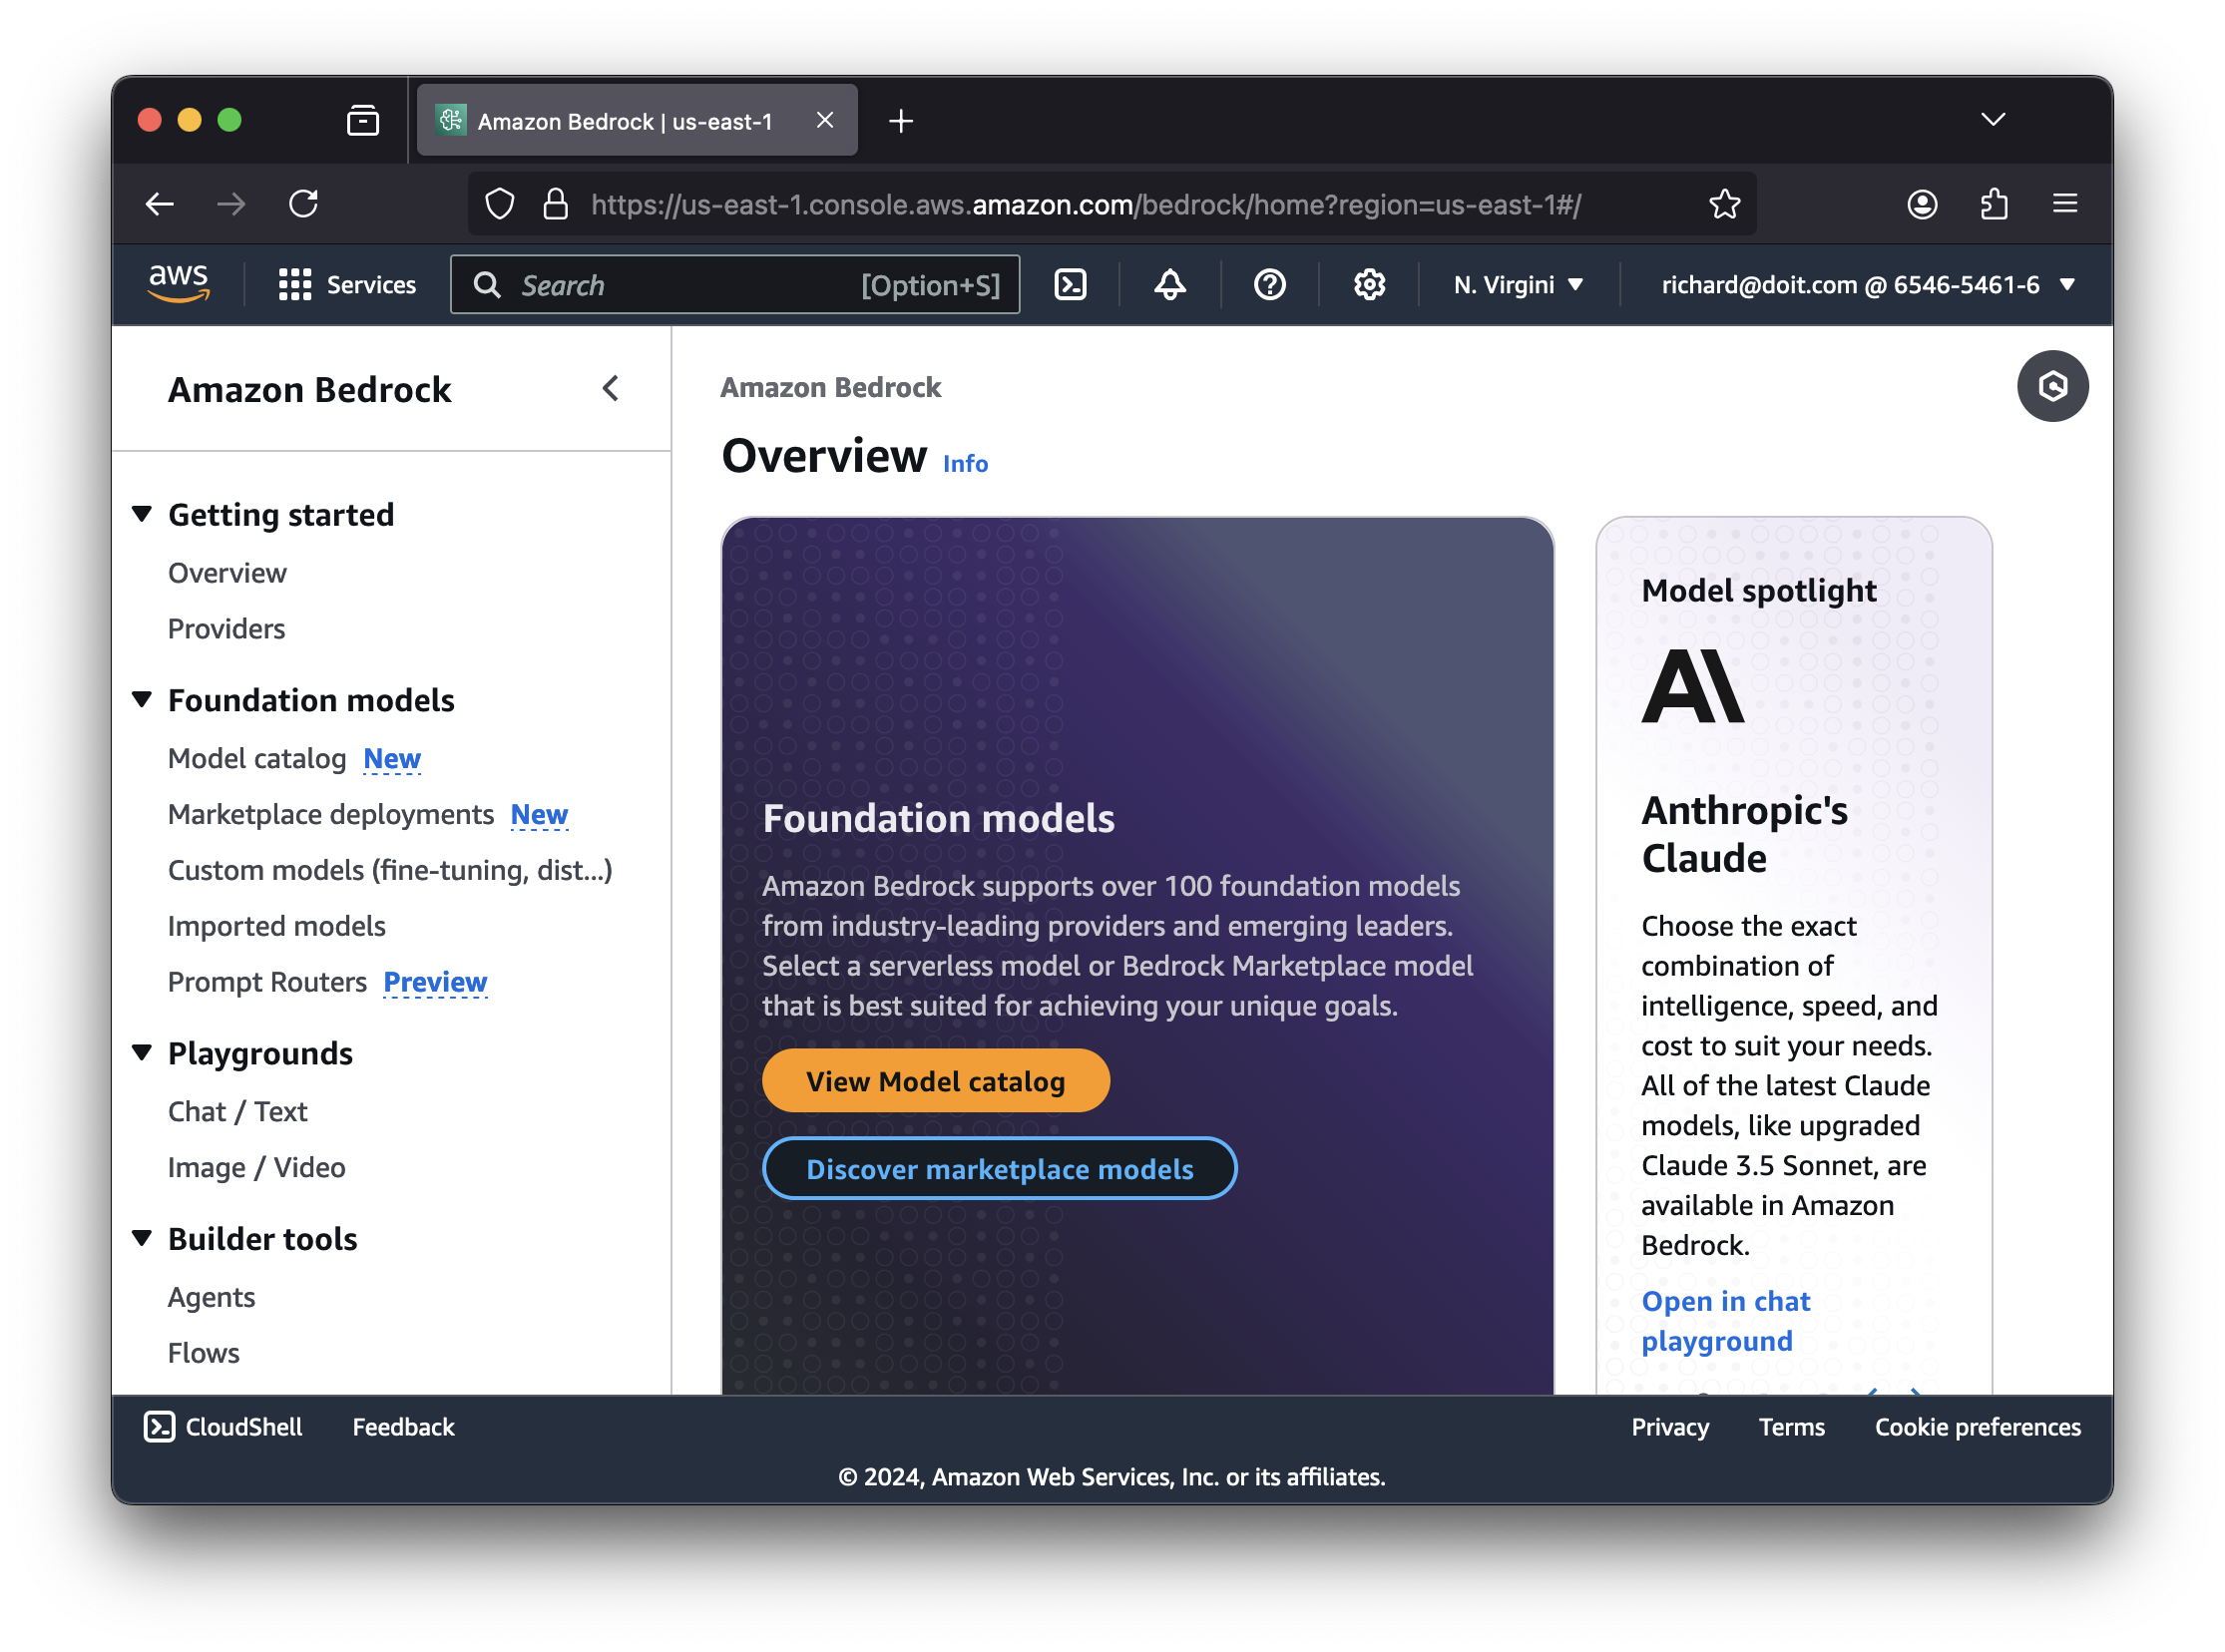 Amazon Bedrock | us-east-1
https://us-east-1.console.aws.amazon.com/bedrock/home?region=us-east-1#/
aws
Services
Search
[Option+S]
N. Virgini
richard@doit.com @ 6546-5461-6
Amazon Bedrock
Getting started
Overview
Providers
Foundation models
Model catalog New
Marketplace deployments New
Custom models (fine-tuning, dist...)
Imported models
Prompt Routers Preview
Playgrounds
Chat / Text
Image / Video
Builder tools
Agents
Flows
Amazon Bedrock
Overview Info
Foundation models
Amazon Bedrock supports over 100 foundation models
from industry-leading providers and emerging leaders.
Select a serverless model or Bedrock Marketplace model
that is best suited for achieving your unique goals.
View Model catalog
Discover marketplace models
Model spotlight
AI
Anthropic's
Claude
Choose the exact
combination of
intelligence, speed, and
cost to suit your needs.
All of the latest Claude
models, like upgraded
Claude 3.5 Sonnet, are
available in Amazon
Bedrock.
Open in chat
playground
CloudShell
Feedback
Privacy
Terms
Cookie preferences
© 2024, Amazon Web Services, Inc. or its affiliates.